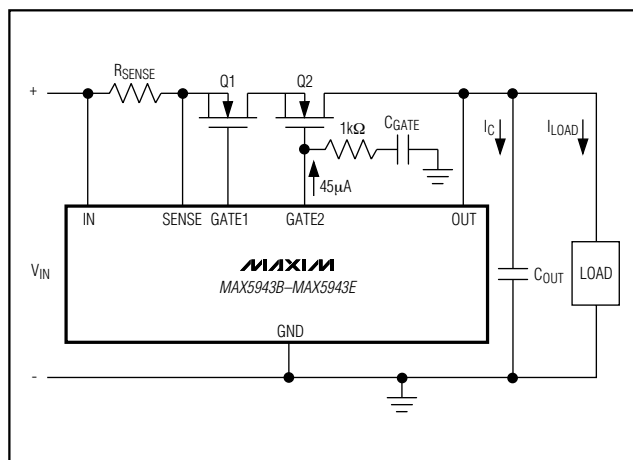 RSENSE
Q1
Q2
+
1kΩ
CGATE
IC
ILOAD
45µA
IN
SENSE
GATE1
GATE2
OUT
VIN
MAXIM
MAX5943B–MAX5943E
COUT
LOAD
GND
-